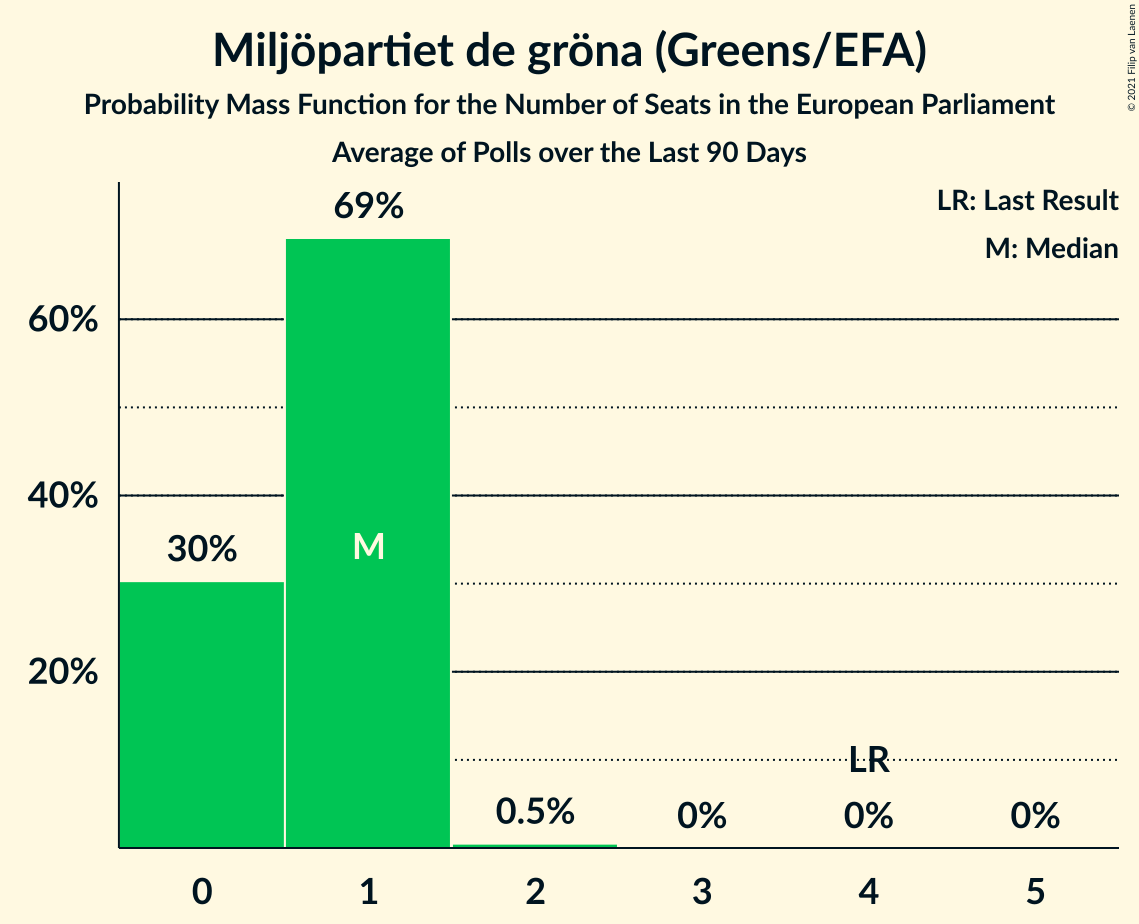 Miljöpartiet de gröna (Greens/EFA)
Probability Mass Function for the Number of Seats in the European Parliament
Average of Polls over the Last 90 Days
© 2021 Filip van Laenen
LR: Last Result
M: Median
69%
60%
40%
30%
M
20%
LR
0.5%
0%
0%
0%
0 1 2 3 4 5